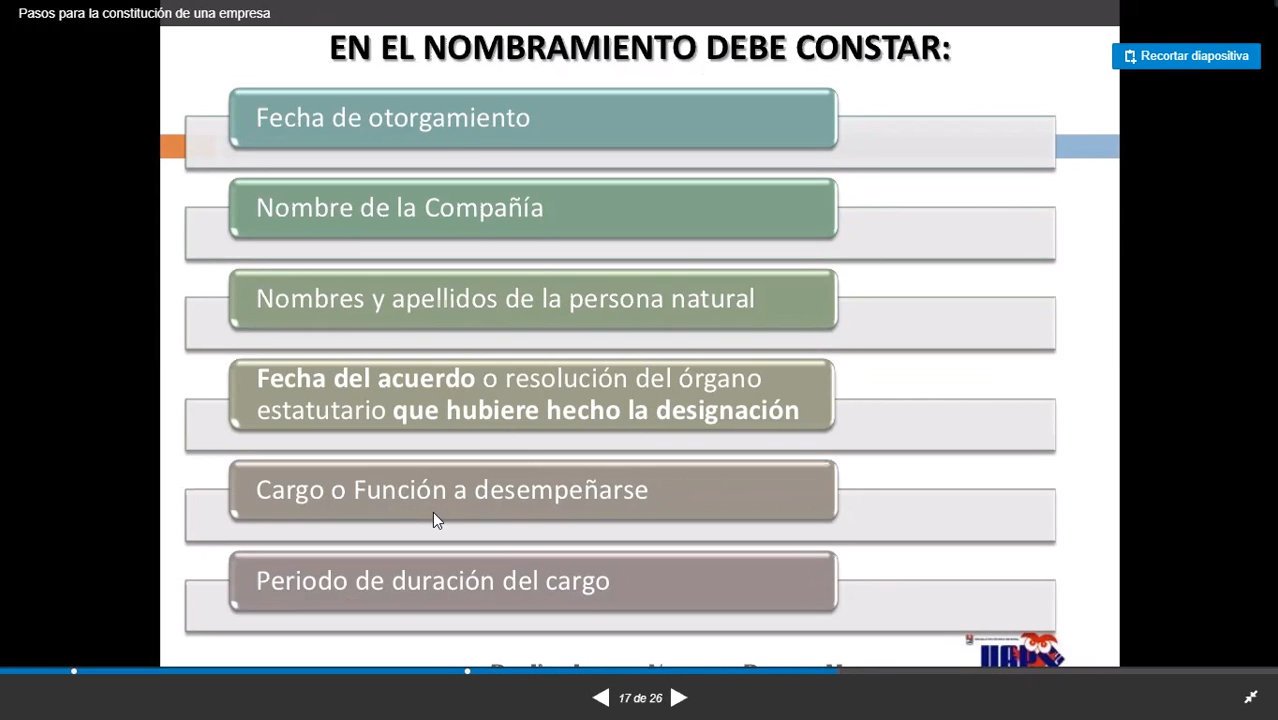 Pasos para la constitución de una empresa
EN EL NOMBRAMIENTO DEBE CONSTAR:
Recortar diapositiva
Fecha de otorgamiento
Nombre de la Compañía
Nombres y apellidos de la persona natural
Fecha del acuerdo o resolución del órgano
estatutario que hubiere hecho la designación
Cargo o Función a desempeñarse
Periodo de duración del cargo
17 de 26